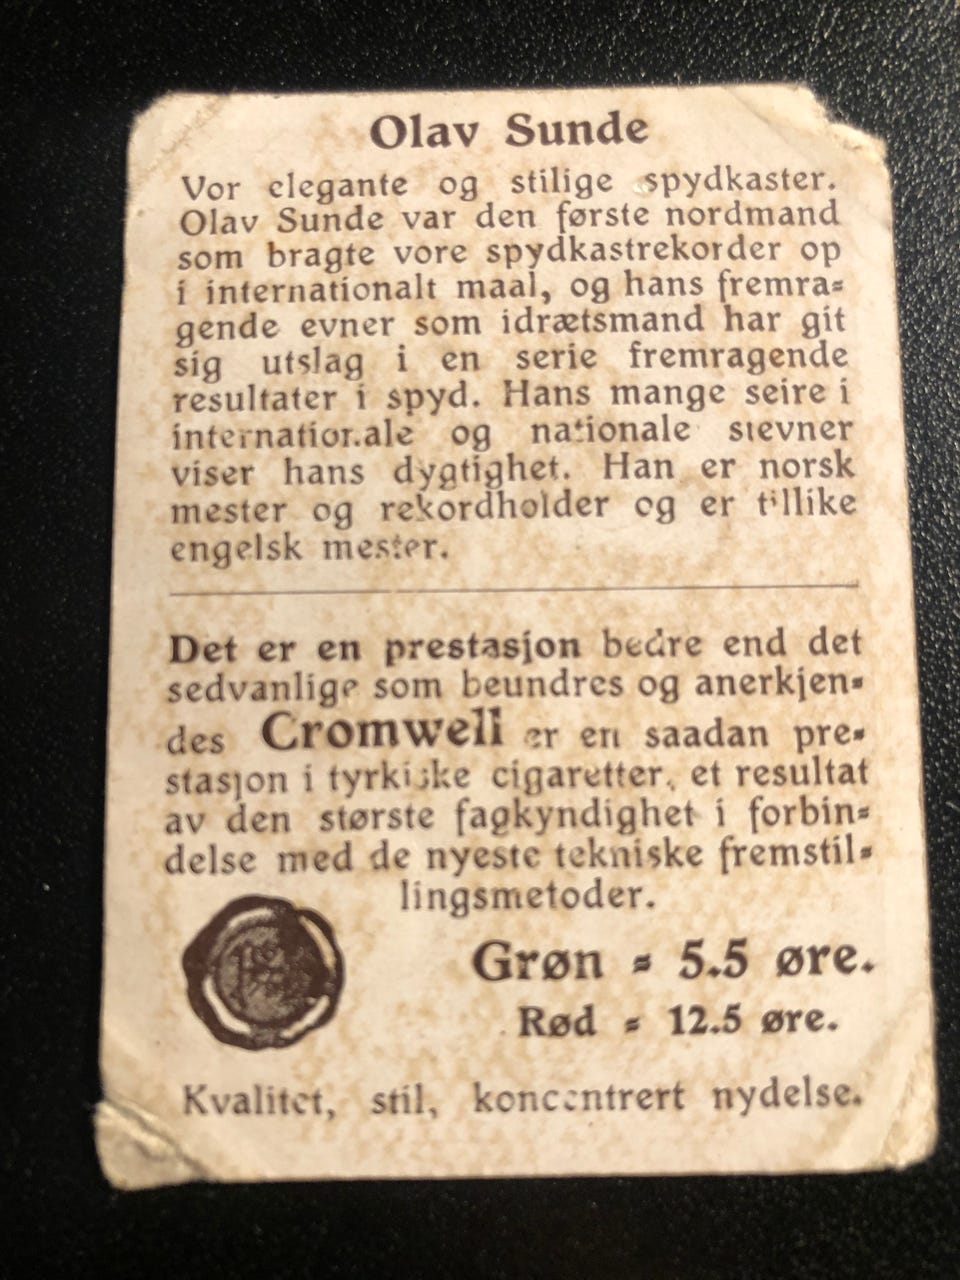 Olav Sunde
Vor elegante og stilige spydkaster.
Olav Sunde var den første nordmand
som bragte vore spydkastrekorder op
i internationalt maal, og hans fremra-
gende evner som idrætsmand har git
sig utslag i en serie fremragende
resultater i spyd. Hans mange seire i
internationale og nationale stevner
viser hans dygtighet. Han er norsk
mester og rekordholder og er tillike
engelsk mester.
Det er en prestasjon bedre end det
sedvanlige som beundres og anerkjen-
des Cromwell er en saadan pre-
stasjon i tyrkiske cigaretter, et resultat
av den største fagkyndighet i forbin-
delse med de nyeste tekniske fremstil-
lingsmetoder.
Grøn - 5.5 øre.
Rød - 12.5 øre.
Kvalitet, stil, koncentrert nydelse.